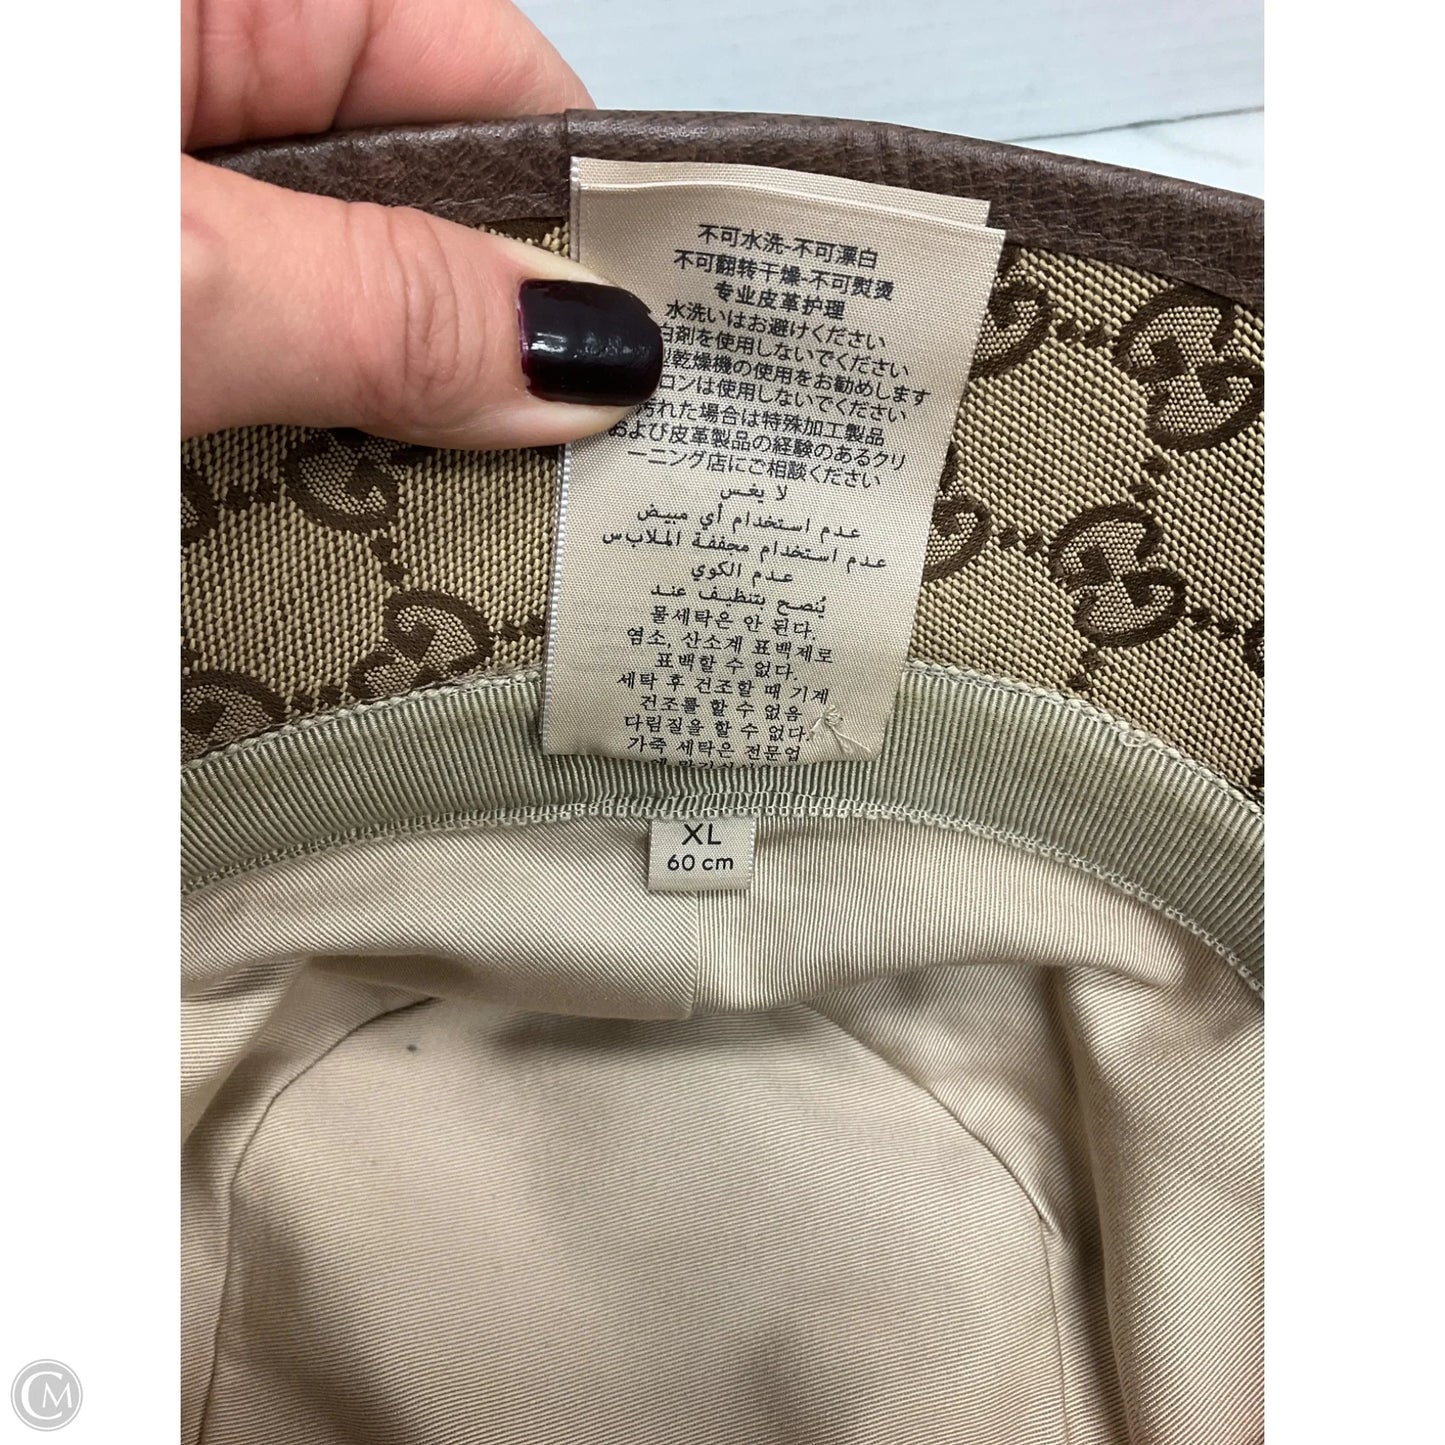 不可水洗-不可漂白
不可翻转干燥-不可熨烫
专业皮革护理
水洗いはお避けください
白剤を使用しないでください
型乾燥機の使用をお勧めします
ロンは使用しないでください
汚れた場合は特殊加工製品
および皮革製品の経験のあるクリ
ーニング店にご相談ください
لا يغسن
عدم استخدام أي مبيض
عدم استخدام مجففة الملابس
عدم الكوي
يُنصح بتنظيف عند
물세탁은 안 된다.
염소, 산소계 표백제로
표백할 수 없다.
세탁 후 건조할 때 기계
건조를 할 수 없음
다림질을 할 수 없다.
가죽 세탁은 전문업
XL
60 cm
CM